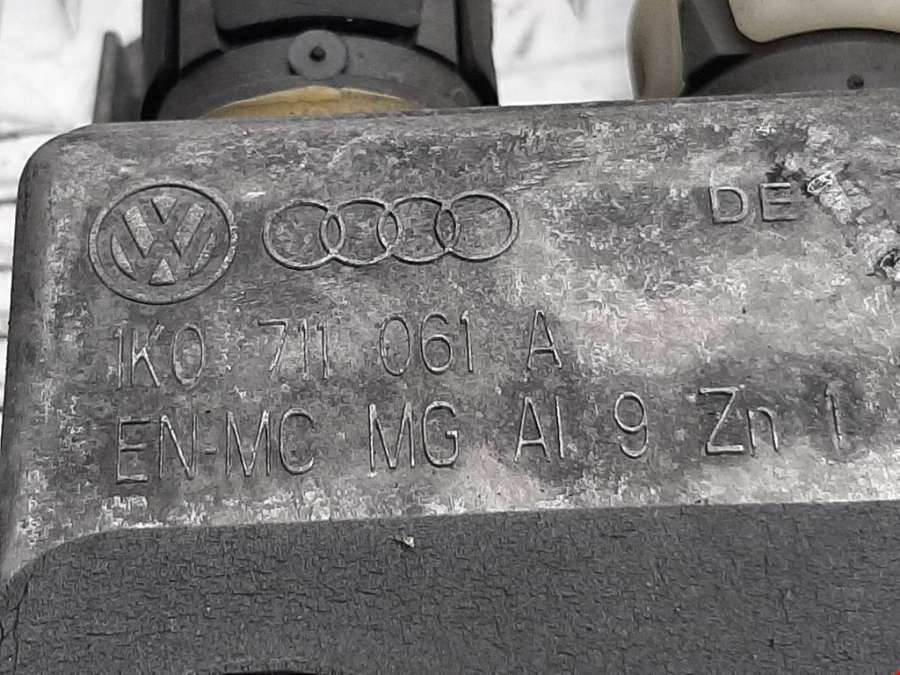 DE
1K0 711 061 A
EN-MC MG Al 9 Zn 1